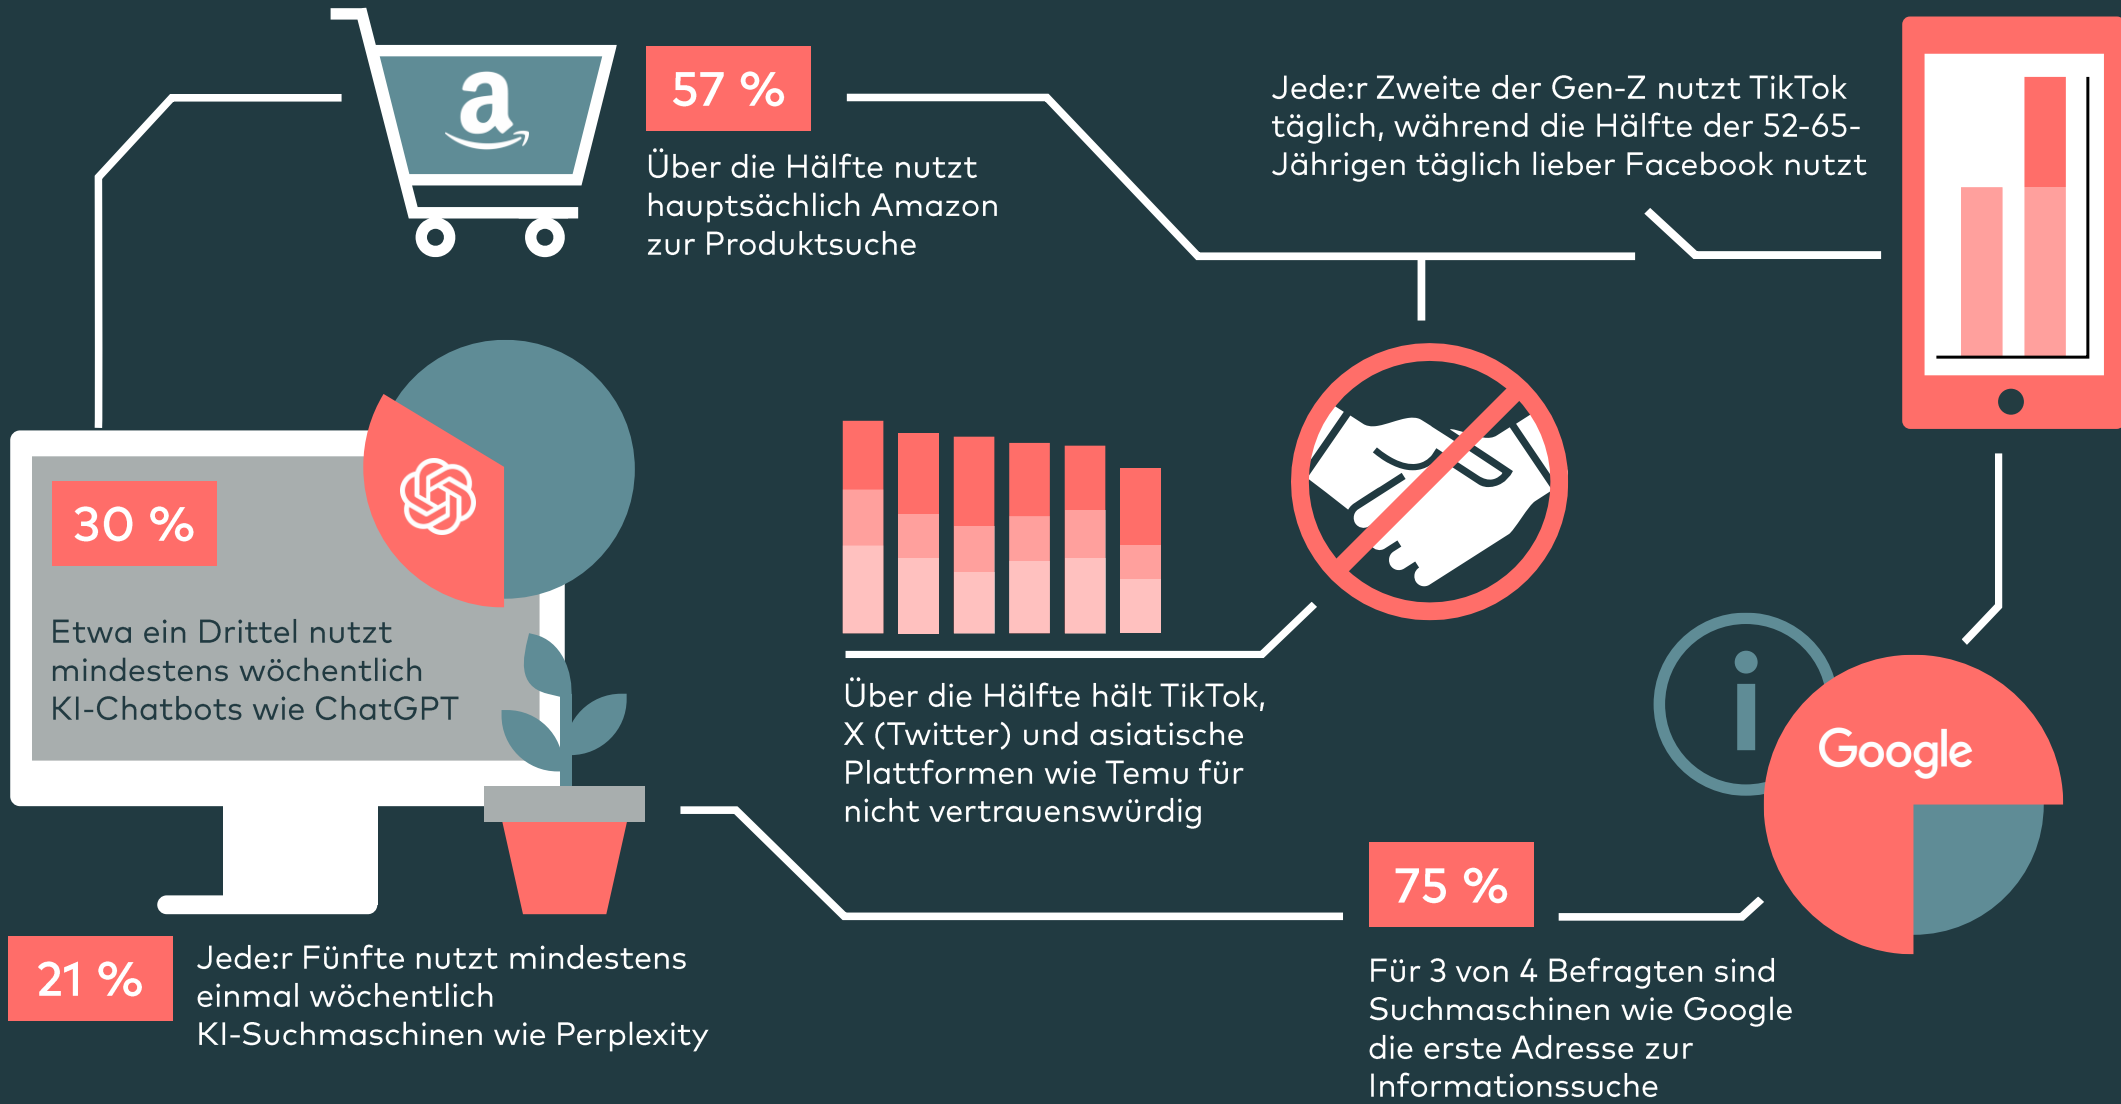 57 %
Über die Hälfte nutzt
hauptsächlich Amazon
zur Produktsuche
Jede:r Zweite der Gen-Z nutzt TikTok
täglich, während die Hälfte der 52-65-
Jährigen täglich lieber Facebook nutzt
30 %
Etwa ein Drittel nutzt
mindestens wöchentlich
KI-Chatbots wie ChatGPT
Über die Hälfte hält TikTok,
X (Twitter) und asiatische
Plattformen wie Temu für
nicht vertrauenswürdig
i
Google
75 %
Für 3 von 4 Befragten sind
Suchmaschinen wie Google
die erste Adresse zur
Informationssuche
21 %
Jede:r Fünfte nutzt mindestens
einmal wöchentlich
KI-Suchmaschinen wie Perplexity